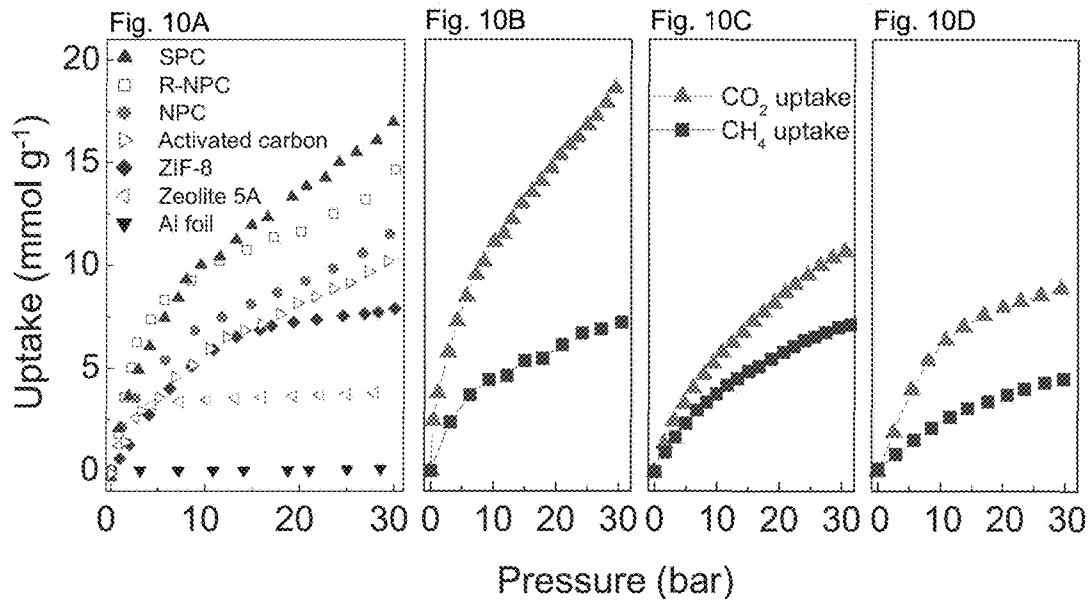 Fig. 10A
Fig. 10B
Fig. 10C
Fig. 10D
Uptake (mmol g⁻¹)
20
15
10
5
0
SPC
R-NPC
NPC
Activated carbon
ZIF-8
Zeolite 5A
Al foil
CO₂ uptake
CH₄ uptake
0 10 20 30
0 10 20 30
0 10 20 30
0 10 20 30
Pressure (bar)